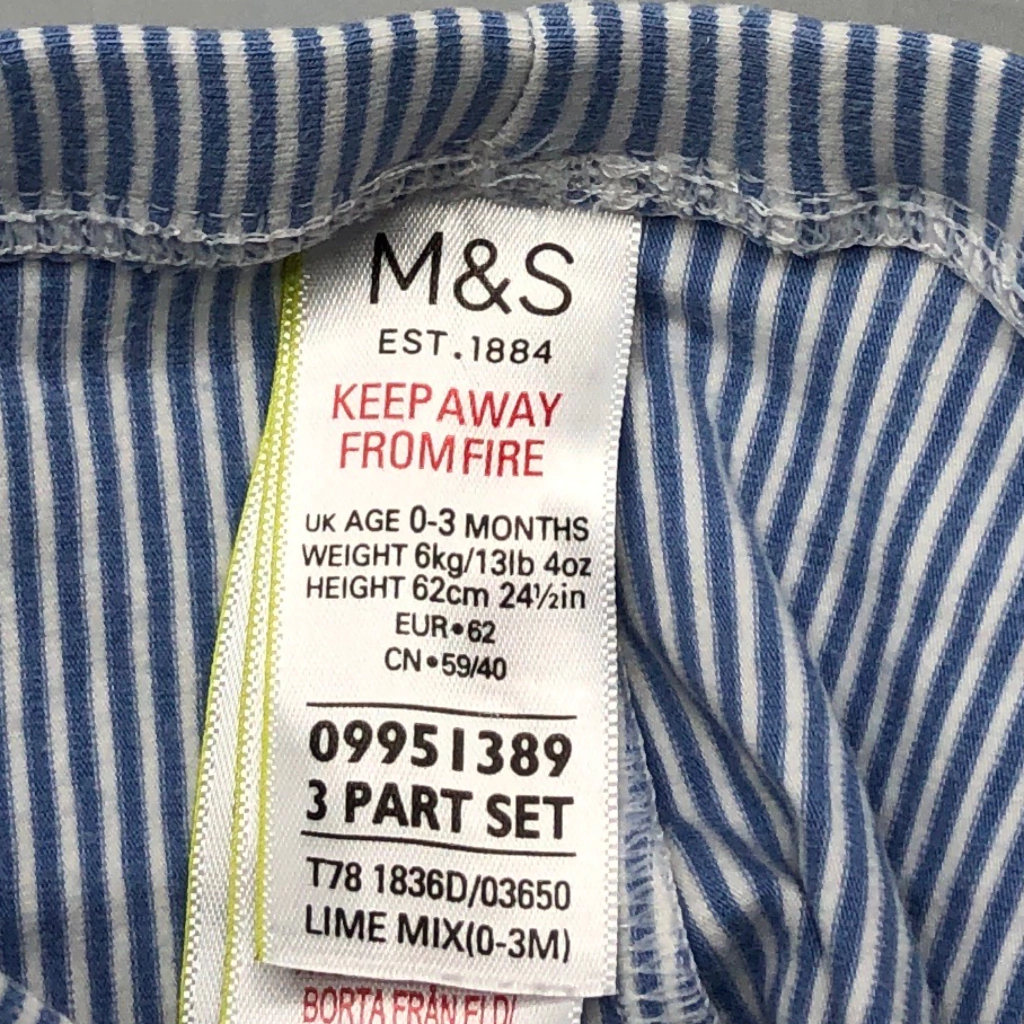 M&S
EST.1884
KEEP AWAY
FROM FIRE
UK AGE 0-3 MONTHS
WEIGHT 6kg/13lb 4oz
HEIGHT 62cm 24½in
EUR•62
CN•59/40
09951389
3 PART SET
T78 1836D/03650
LIME MIX(0-3M)
BORTA FRÅN ELD!